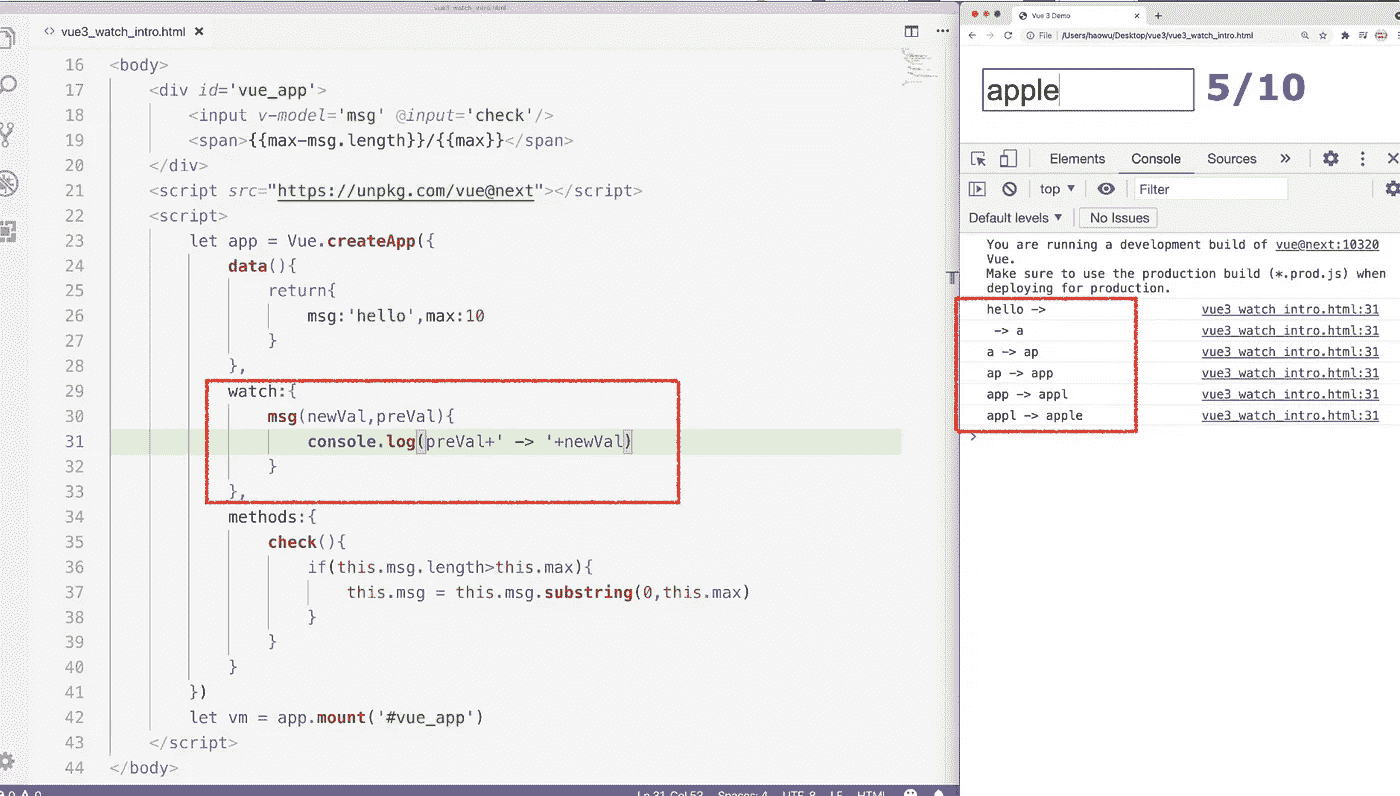 vue3_watch_intro.html
<> vue3_watch_intro.html ×
16 <body>
17 <div id='vue_app'>
18 <input v-model='msg' @input='check'/>
19 <span>{{max-msg.length}}/{{max}}</span>
20 </div>
21 <script src="https://unpkg.com/vue@next"></script>
22 <script>
23 let app = Vue.createApp({
24 data(){
25 return{
26 msg:'hello',max:10
27 }
28 },
29 watch:{
30 msg(newVal,preVal){
31 console.log(preVal+' -> '+newVal)
32 }
33 },
34 methods:{
35 check(){
36 if(this.msg.length>this.max){
37 this.msg = this.msg.substring(0,this.max)
38 }
39 }
40 }
41 })
42 let vm = app.mount('#vue_app')
43 </script>
44 </body>
Ln 31, Col 53 Spaces: 4 UTF-8 LF HTML
Vue 3 Demo
File /Users/haowu/Desktop/vue3/vue3_watch_intro.html
apple 5/10
Elements Console Sources »
top Filter
Default levels No Issues
You are running a development build of vue@next:10320
Vue.
Make sure to use the production build (*.prod.js) when
deploying for production.
hello -> vue3_watch_intro.html:31
-> a vue3_watch_intro.html:31
a -> ap vue3_watch_intro.html:31
ap -> app vue3_watch_intro.html:31
app -> appl vue3_watch_intro.html:31
appl -> apple vue3_watch_intro.html:31
>